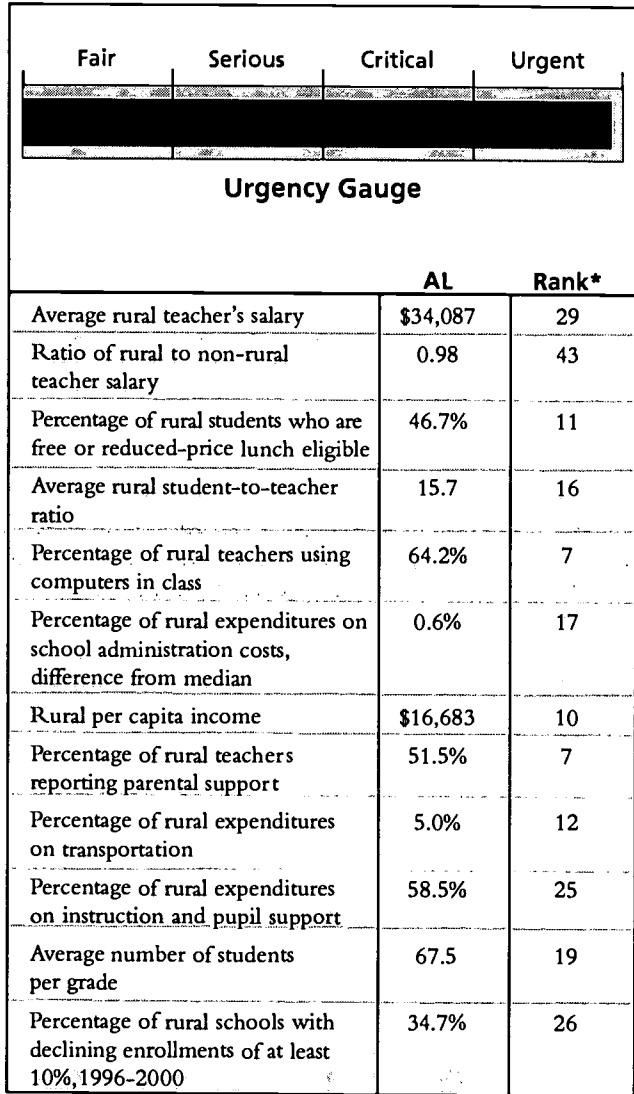 Fair Serious Critical Urgent
Urgency Gauge
AL Rank*
Average rural teacher's salary $34,087 29
Ratio of rural to non-rural 0.98 43
teacher salary
Percentage of rural students who are 46.7% 11
free or reduced-price lunch eligible
Average rural student-to-teacher 15.7 16
ratio
Percentage of rural teachers using 64.2% 7
computers in class
Percentage of rural expenditures on 0.6% 17
school administration costs,
difference from median
Rural per capita income $16,683 10
Percentage of rural teachers 51.5% 7
reporting parental support
Percentage of rural expenditures 5.0% 12
on transportation
Percentage of rural expenditures 58.5% 25
on instruction and pupil support
Average number of students 67.5 19
per grade
Percentage of rural schools with 34.7% 26
declining enrollments of at least
10%,1996-2000